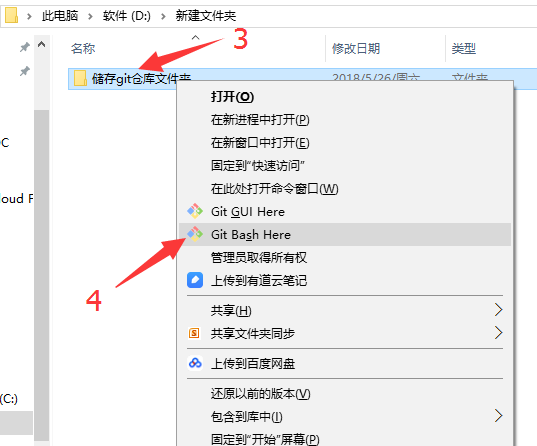 此电脑 › 软件 (D:) › 新建文件夹
名称 修改日期 类型
3
储存git仓库文件夹 2018/5/26/周六 文件夹
打开(O)
在新进程中打开(P)
C
在新窗口中打开(E)
固定到“快速访问”
在此处打开命令窗口(W)
loud F
Git GUI Here
Git Bash Here
管理员取得所有权
上传到有道云笔记
4
共享(H)
共享文件夹同步
上传到百度网盘
还原以前的版本(V)
(C:)
包含到库中(I)
固定到“开始”屏幕(P)